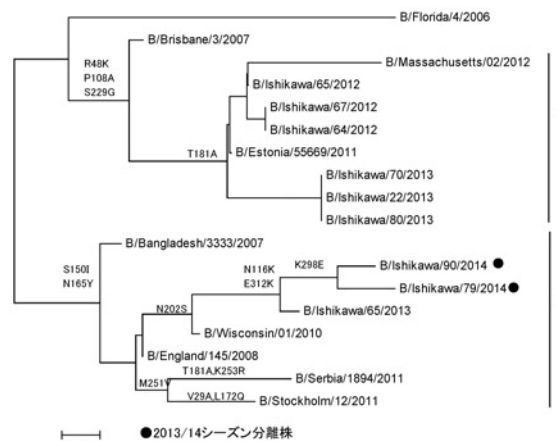 B/Florida/4/2006
B/Brisbane/3/2007
R48K
P108A
S229G
B/Massachusetts/02/2012
B/Ishikawa/65/2012
B/Ishikawa/67/2012
B/Ishikawa/64/2012
T181A
B/Estonia/55669/2011
B/Ishikawa/70/2013
B/Ishikawa/22/2013
B/Ishikawa/80/2013
B/Bangladesh/3333/2007
S150I
N165Y
N116K
K298E
B/Ishikawa/90/2014●
E312K
B/Ishikawa/79/2014●
N202S
B/Ishikawa/65/2013
B/Wisconsin/01/2010
B/England/145/2008
T181A,K253R
M251V
B/Serbia/1894/2011
V29A,L172Q
B/Stockholm/12/2011
●2013/14シーズン分離株